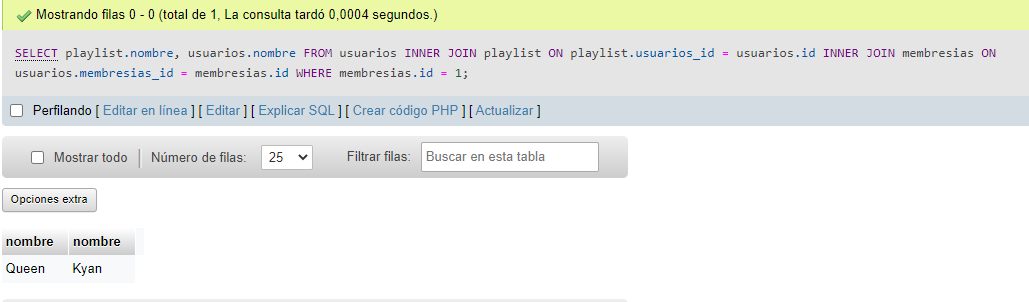 Mostrando filas 0 - 0 (total de 1, La consulta tardó 0,0004 segundos.)
SELECT playlist.nombre, usuarios.nombre FROM usuarios INNER JOIN playlist ON playlist.usuarios_id = usuarios.id INNER JOIN membresias ON
usuarios.membresias_id = membresias.id WHERE membresias.id = 1;
Perfilando [ Editar en línea ] [ Editar ] [ Explicar SQL ] [ Crear código PHP ] [ Actualizar ]
Mostrar todo Número de filas: 25 Filtrar filas: Buscar en esta tabla
Opciones extra
nombre nombre
Queen Kyan